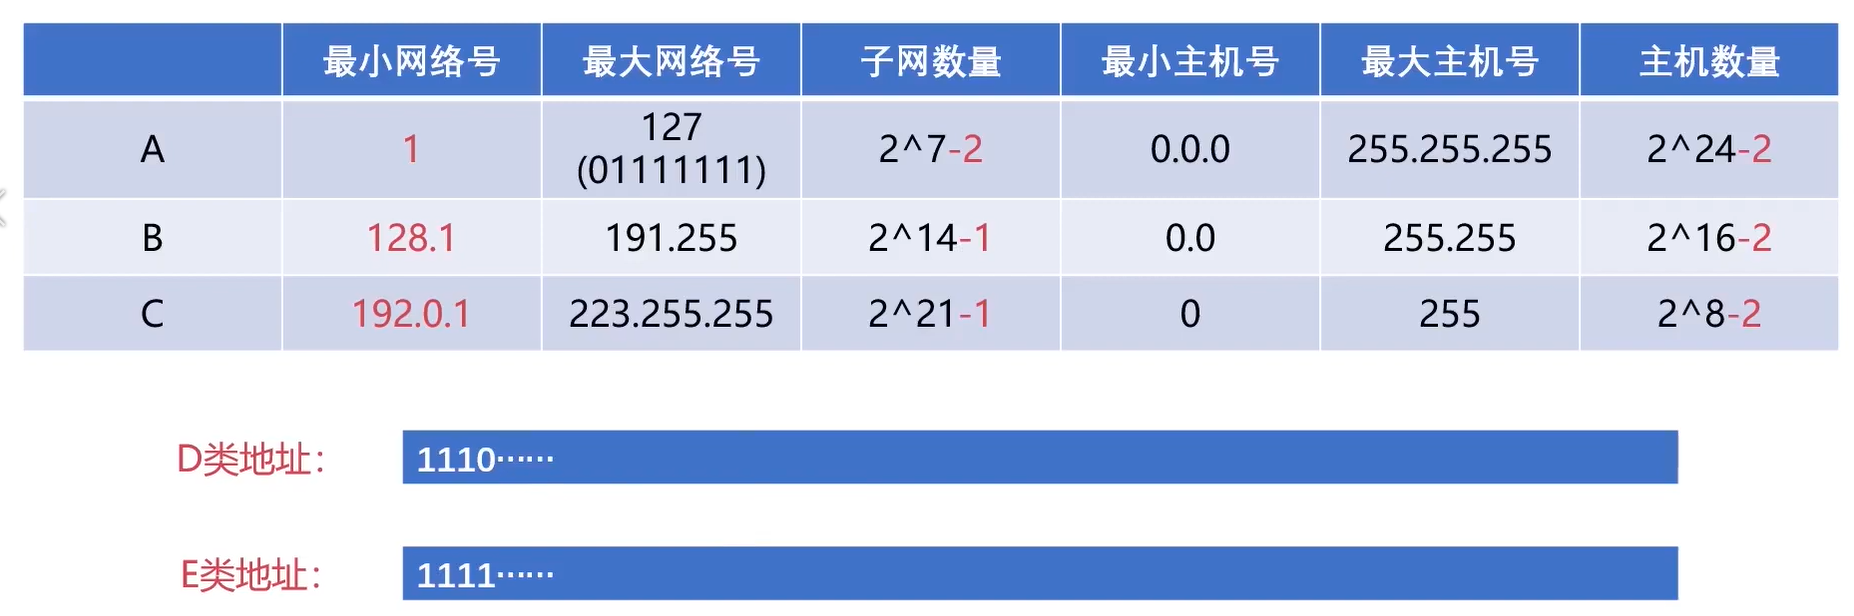 最小网络号 最大网络号 子网数量 最小主机号 最大主机号 主机数量
A 1 127 (01111111) 2^7-2 0.0.0 255.255.255 2^24-2
B 128.1 191.255 2^14-1 0.0 255.255 2^16-2
C 192.0.1 223.255.255 2^21-1 0 255 2^8-2
D类地址： 1110……
E类地址： 1111……